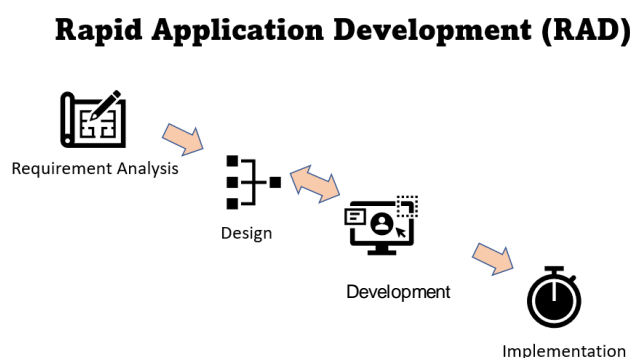 Rapid Application Development (RAD)
Requirement Analysis
Design
Development
Implementation